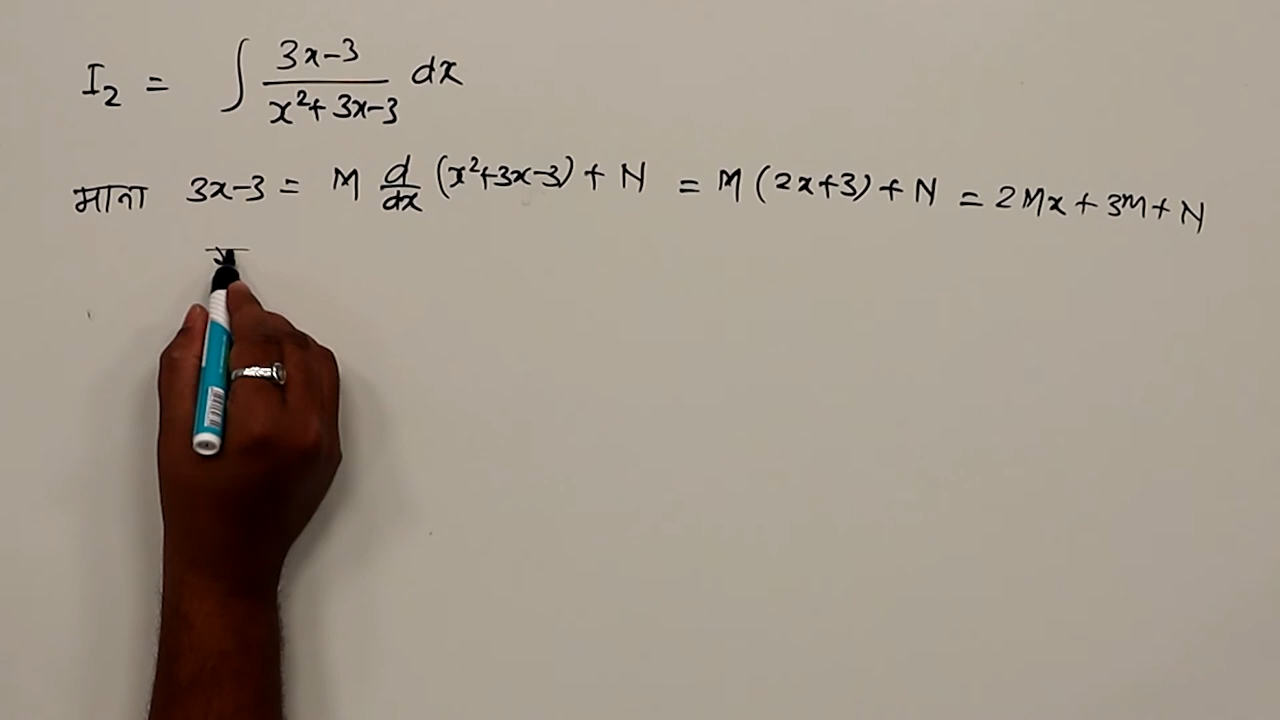 I₂ = ∫ (3x-3)/(x²+3x-3) dx
माना 3x-3 = M d/dx (x²+3x-3) + N = M(2x+3) + N = 2Mx + 3M + N